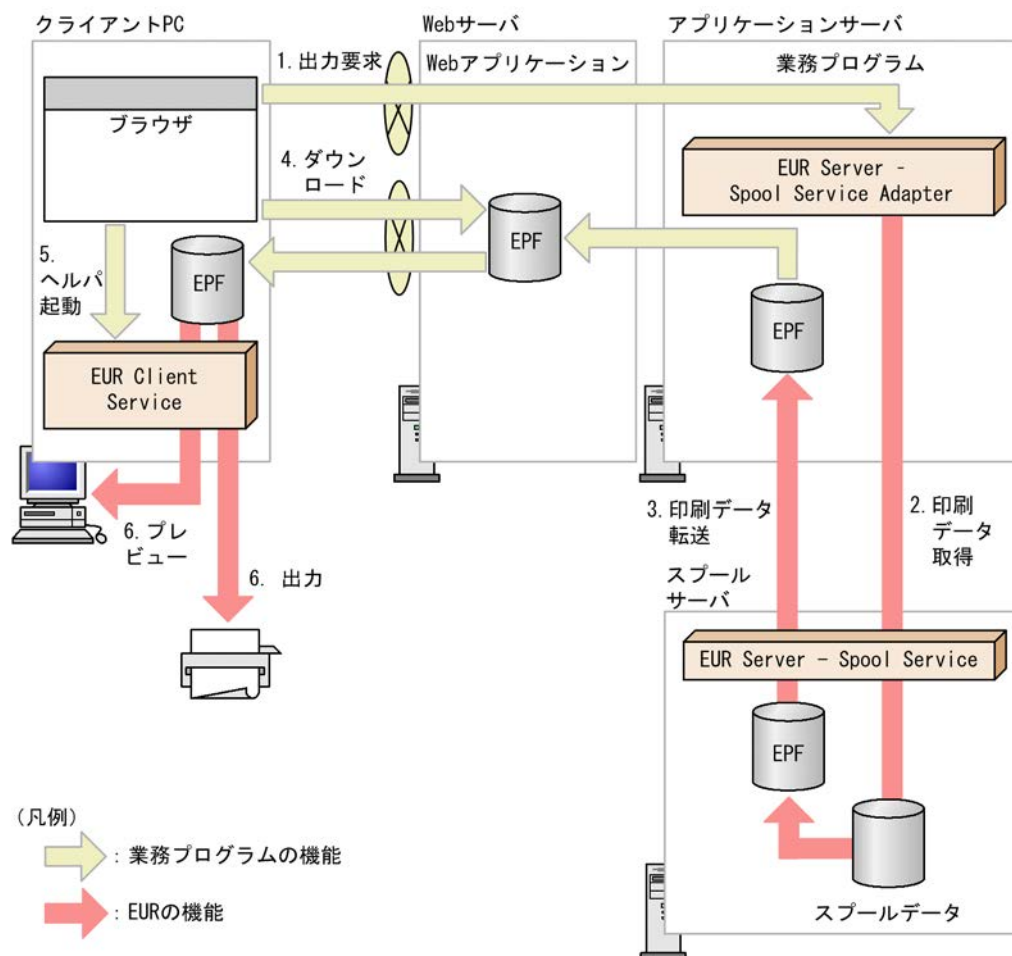 クライアントPC
Webサーバ
アプリケーションサーバ
1. 出力要求
Webアプリケーション
業務プログラム
ブラウザ
4. ダウン
ロード
EUR Server -
Spool Service Adapter
EPF
5.
ヘルパ
起動
EPF
EPF
EUR Client
Service
6. プレ
ビュー
6. 出力
3. 印刷データ
転送
2. 印刷
データ
取得
スプール
サーバ
EUR Server - Spool Service
EPF
スプールデータ
(凡例)
: 業務プログラムの機能
: EURの機能